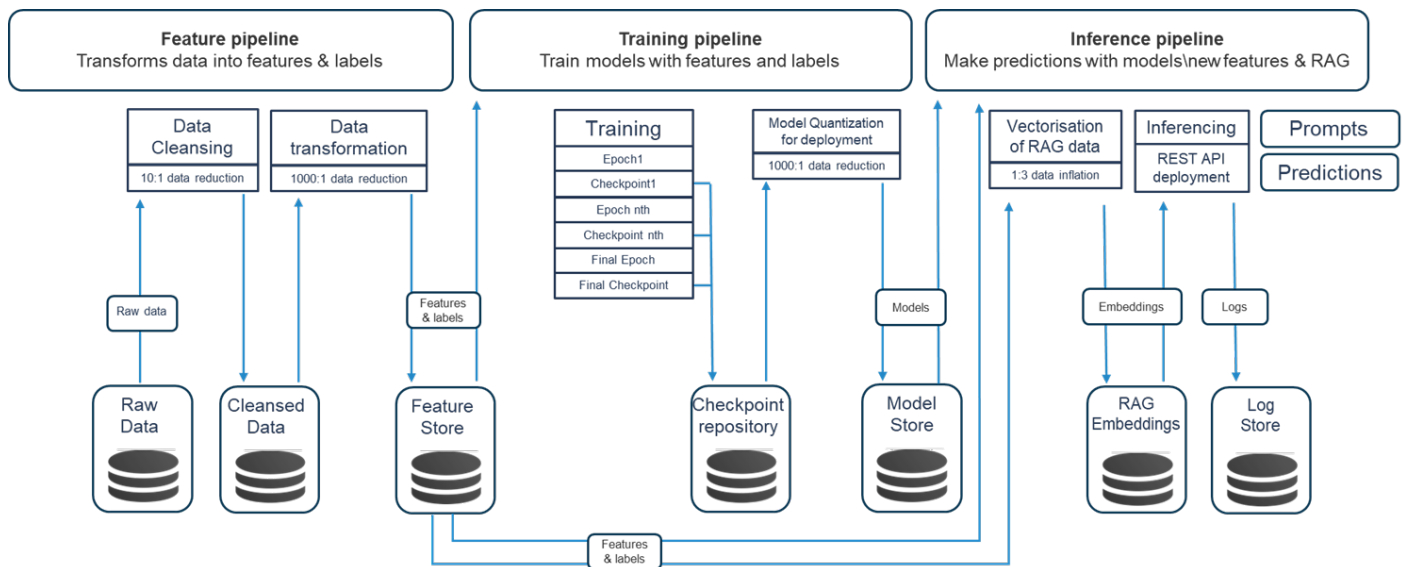 Feature pipeline
Transforms data into features & labels
Training pipeline
Train models with features and labels
Inference pipeline
Make predictions with models\new features & RAG
Data
Cleansing
10:1 data reduction
Data
transformation
1000:1 data reduction
Training
Epoch1
Checkpoint1
Epoch nth
Checkpoint nth
Final Epoch
Final Checkpoint
Model Quantization
for deployment
1000:1 data reduction
Vectorisation
of RAG data
1:3 data inflation
Inferencing
REST API
deployment
Prompts
Predictions
Raw data
Features
& labels
Models
Embeddings
Logs
Raw
Data
Cleansed
Data
Feature
Store
Checkpoint
repository
Model
Store
RAG
Embeddings
Log
Store
Features
& labels